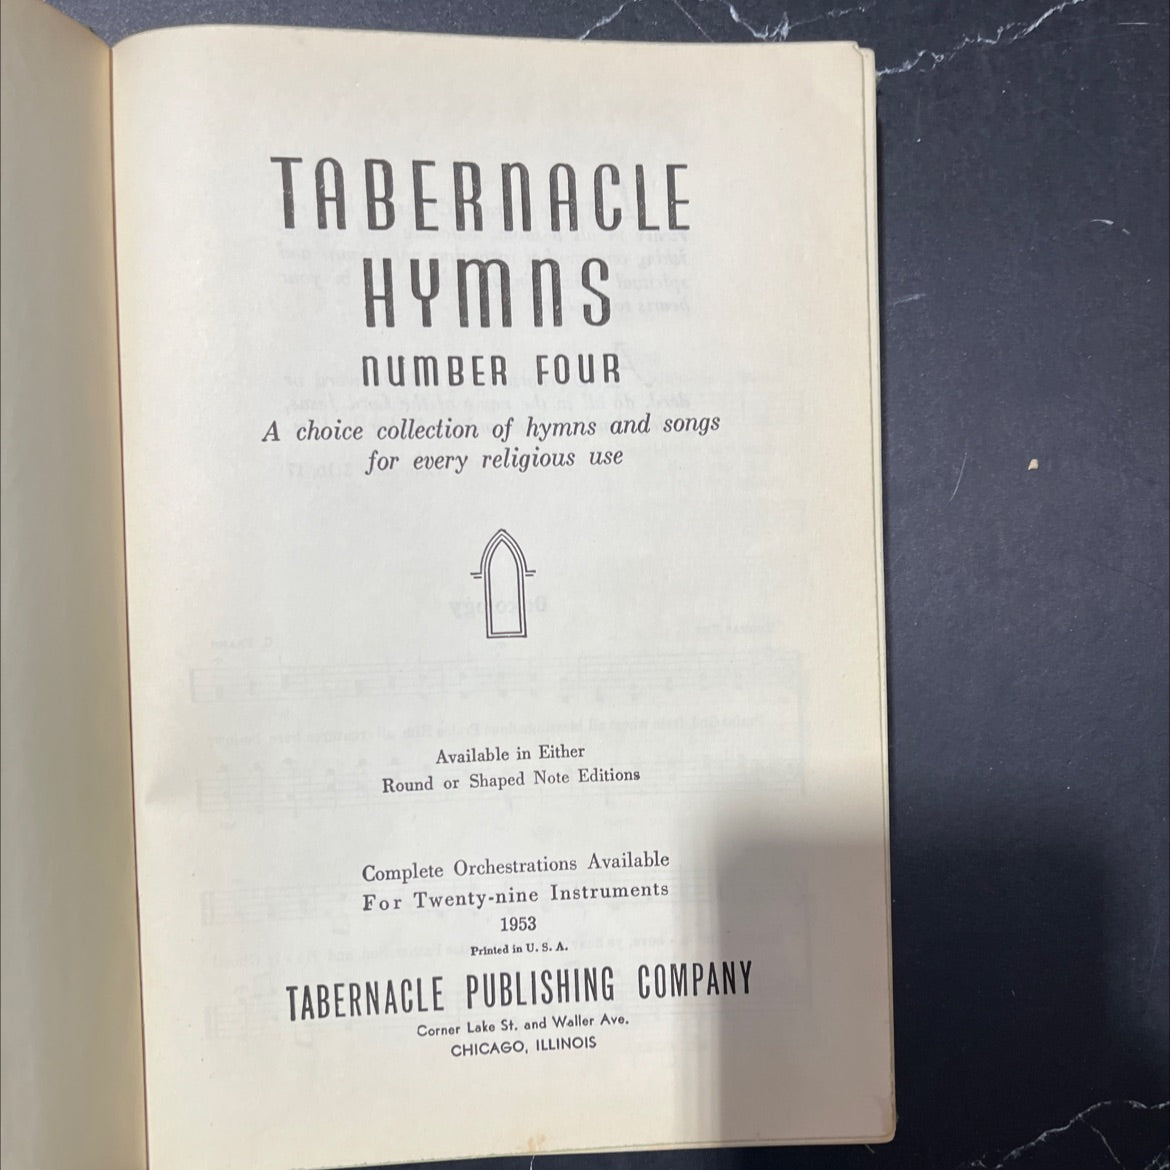 TABERNACLE
HYMNS
NUMBER FOUR
A choice collection of hymns and songs
for every religious use
Available in Either
Round or Shaped Note Editions
Complete Orchestrations Available
For Twenty-nine Instruments
1953
Printed in U. S. A.
TABERNACLE PUBLISHING COMPANY
Corner Lake St. and Waller Ave.
CHICAGO, ILLINOIS